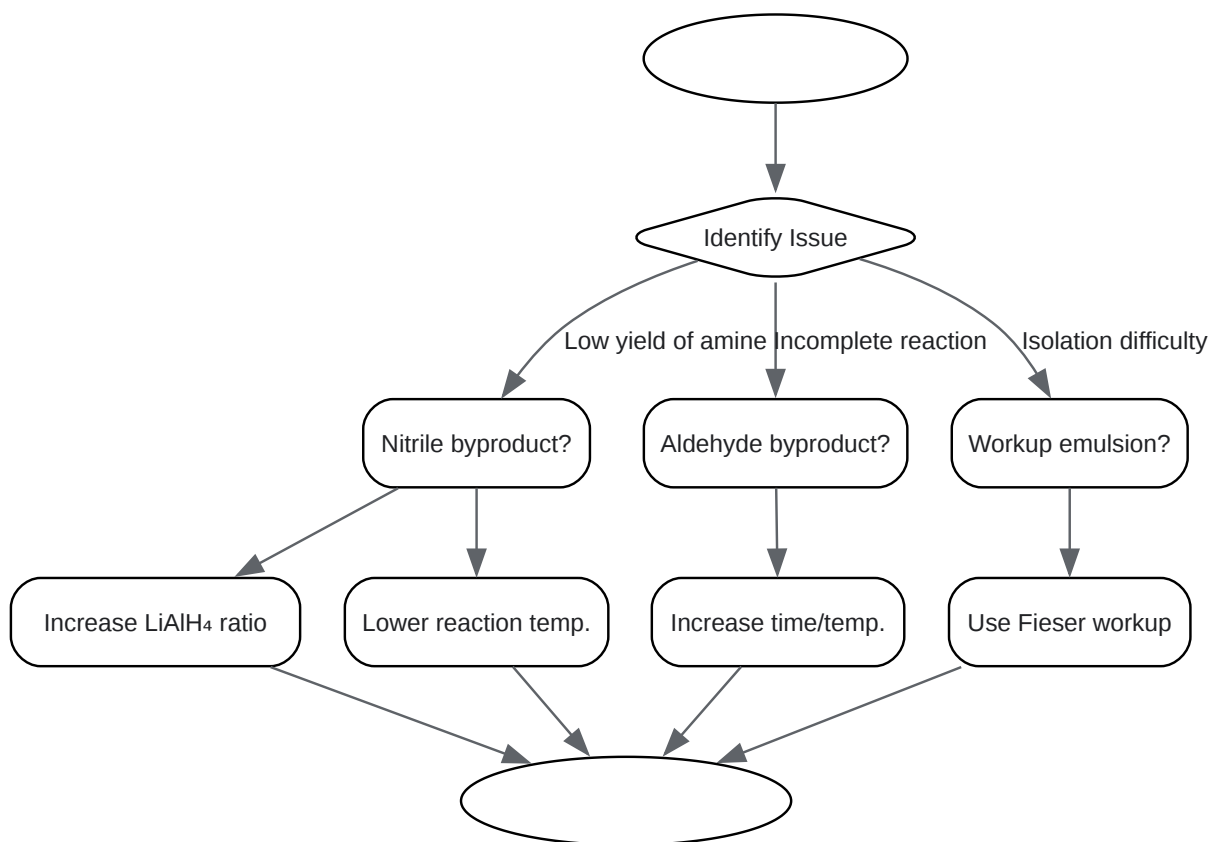 Identify Issue
Low yield of amine
Incomplete reaction
Isolation difficulty
Nitrile byproduct?
Aldehyde byproduct?
Workup emulsion?
Increase LiAlH₄ ratio
Lower reaction temp.
Increase time/temp.
Use Fieser workup